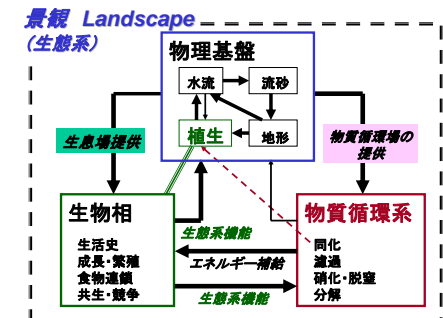 景観 Landscape
(生態系)
物理基盤
水流
流砂
植生
地形
生息場提供
物質循環場の
提供
生物相
生活史
成長・繁殖
食物連鎖
共生・競争
生態系機能
エネルギー補給
生態系機能
物質循環系
同化
濾過
硝化・脱窒
分解